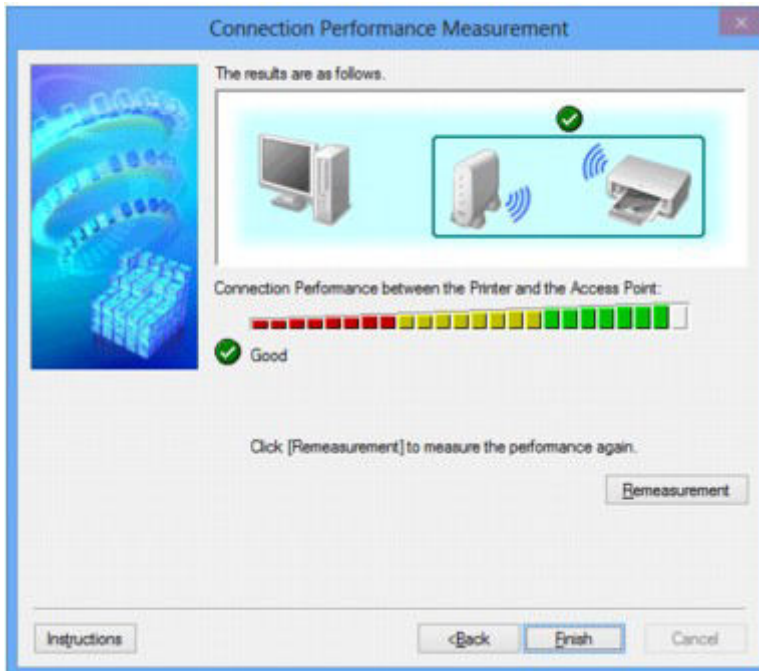 Connection Performance Measurement
The results are as follows.
Connection Performance between the Printer and the Access Point:
Good
Click [Remeasurement] to measure the performance again.
Remeasurement
Instructions
<Back
Finish
Cancel